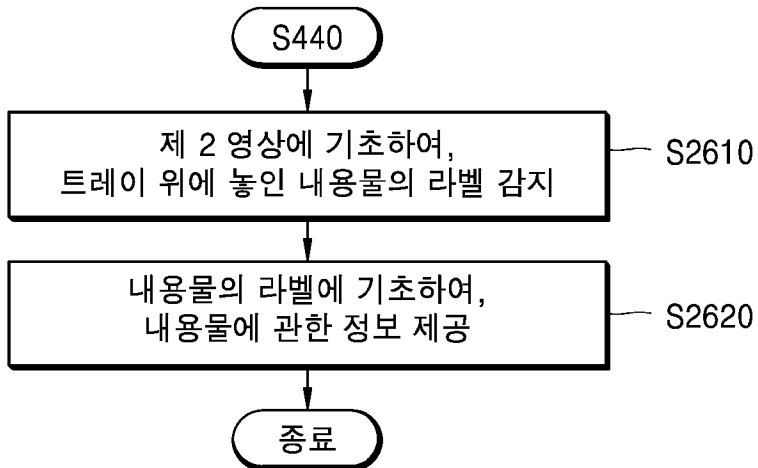 S440
제 2 영상에 기초하여,
트레이 위에 놓인 내용물의 라벨 감지
S2610
내용물의 라벨에 기초하여,
내용물에 관한 정보 제공
S2620
종료